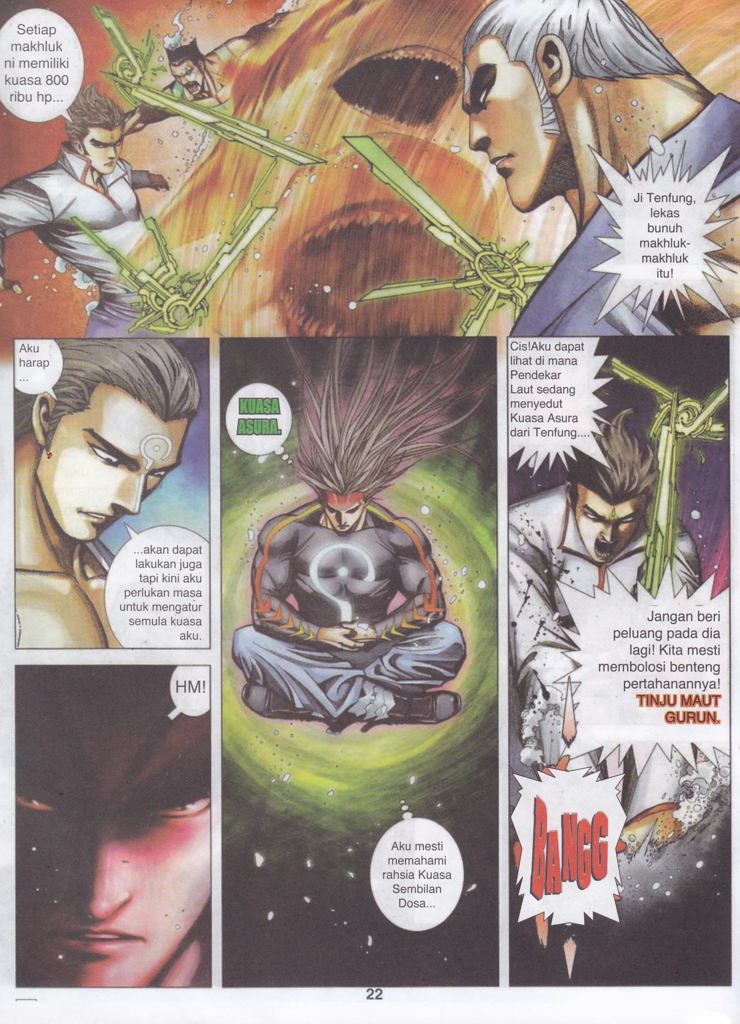 Setiap
makhluk
ni memiliki
kuasa 800
ribu hp...
Ji Tenfung,
lekas
bunuh
makhluk-
makhluk
itu!
Aku
harap
...
...akan dapat
lakukan juga
tapi kini aku
perlukan masa
untuk mengatur
semula kuasa
aku.
HM!
KUASA
ASURA.
Aku mesti
memahami
rahsia Kuasa
Sembilan
Dosa...
Cis!Aku dapat
lihat di mana
Pendekar
Laut sedang
menyedut
Kuasa Asura
dari Tenfung....
Jangan beri
peluang pada dia
lagi! Kita mesti
membolosi benteng
pertahanannya!
TINJU MAUT
GURUN.
BANGG
22